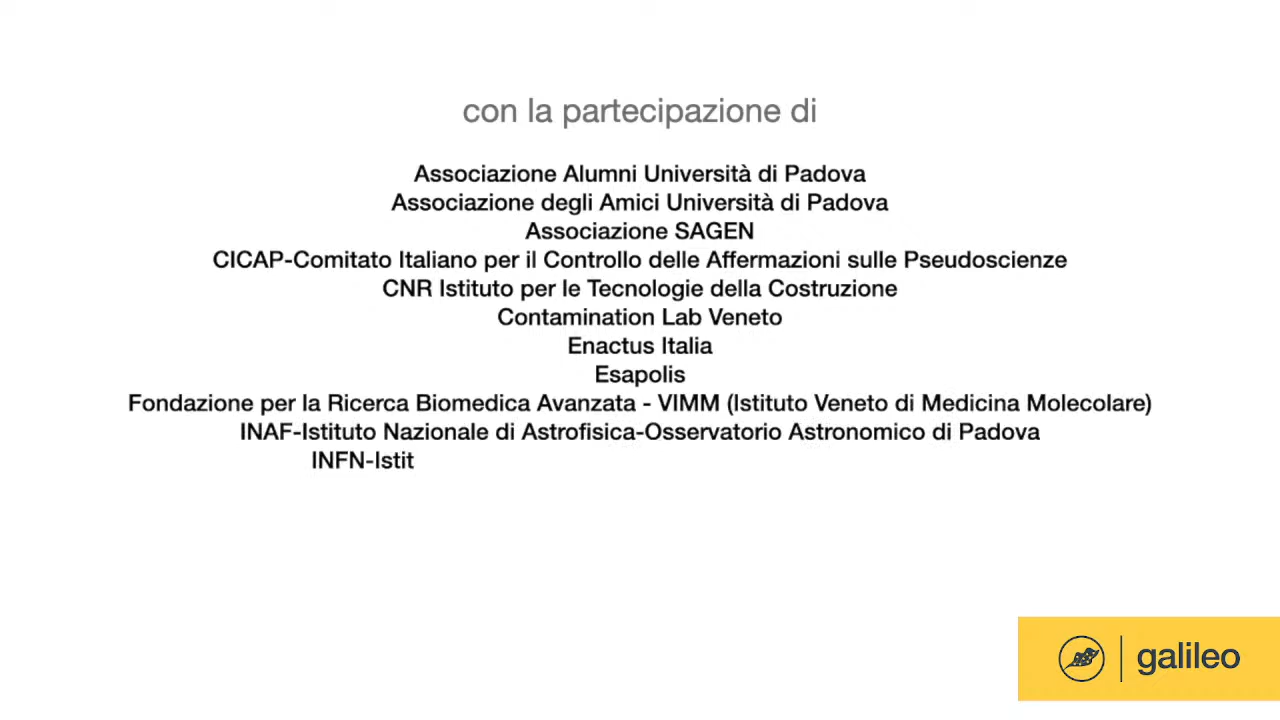 con la partecipazione di
Associazione Alumni Università di Padova
Associazione degli Amici Università di Padova
Associazione SAGEN
CICAP-Comitato Italiano per il Controllo delle Affermazioni sulle Pseudoscienze
CNR Istituto per le Tecnologie della Costruzione
Contamination Lab Veneto
Enactus Italia
Esapolis
Fondazione per la Ricerca Biomedica Avanzata - VIMM (Istituto Veneto di Medicina Molecolare)
INAF-Istituto Nazionale di Astrofisica-Osservatorio Astronomico di Padova
INFN-Istit
galileo